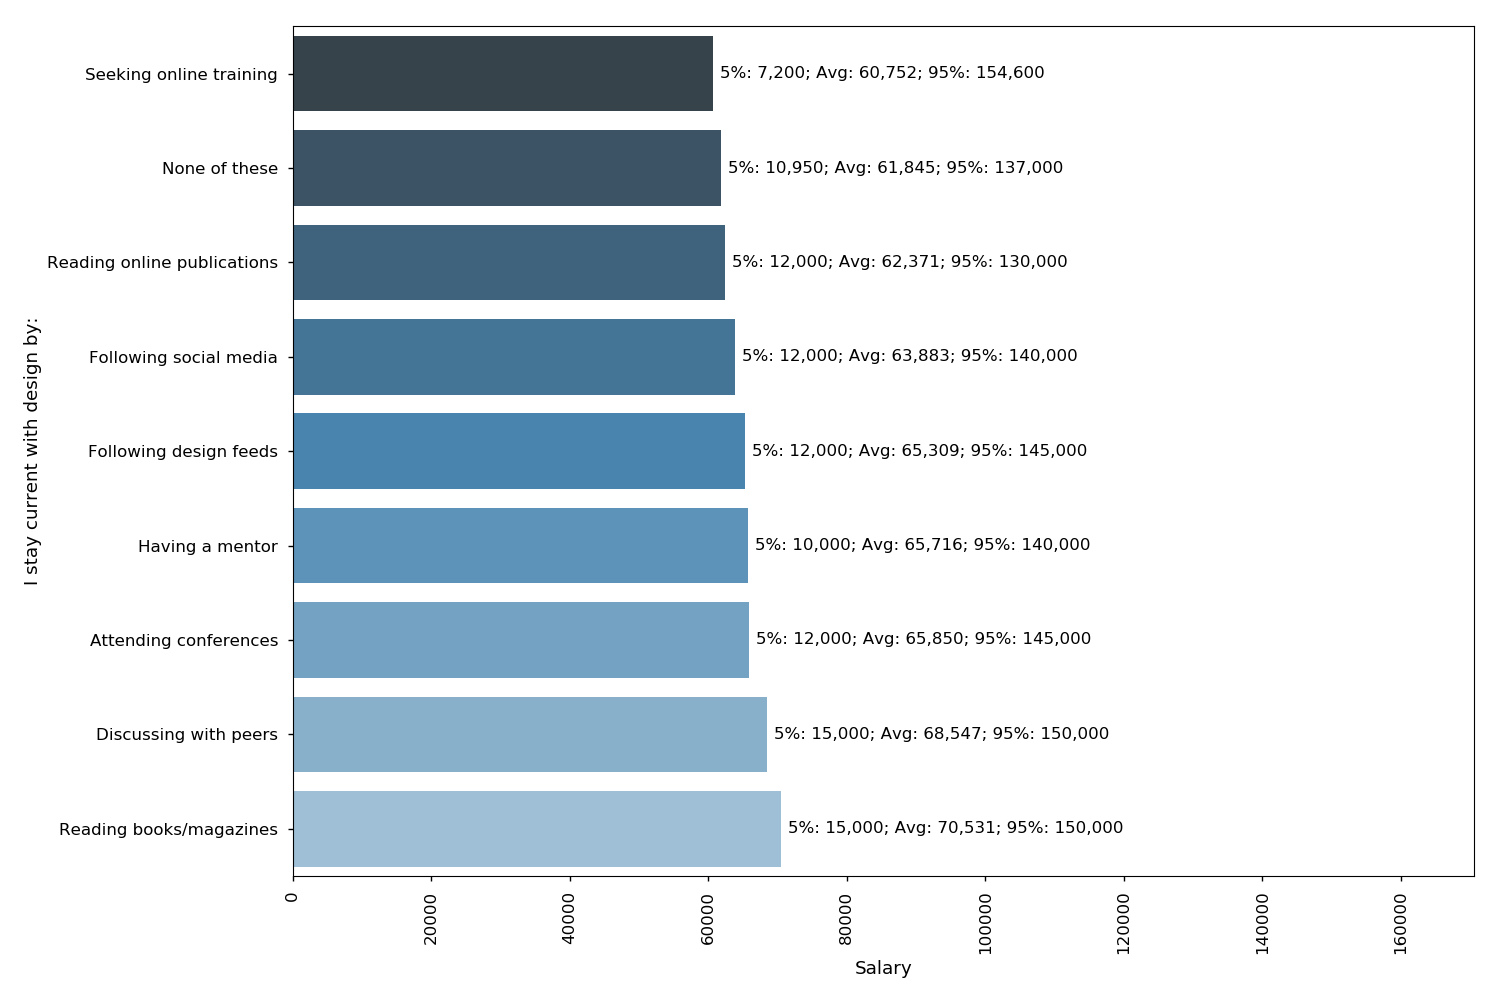 Seeking online training
5%: 7,200; Avg: 60,752; 95%: 154,600
None of these
5%: 10,950; Avg: 61,845; 95%: 137,000
Reading online publications
5%: 12,000; Avg: 62,371; 95%: 130,000
Following social media
5%: 12,000; Avg: 63,883; 95%: 140,000
Following design feeds
5%: 12,000; Avg: 65,309; 95%: 145,000
Having a mentor
5%: 10,000; Avg: 65,716; 95%: 140,000
Attending conferences
5%: 12,000; Avg: 65,850; 95%: 145,000
Discussing with peers
5%: 15,000; Avg: 68,547; 95%: 150,000
Reading books/magazines
5%: 15,000; Avg: 70,531; 95%: 150,000
I stay current with design by:
0
20000
40000
60000
80000
100000
120000
140000
160000
Salary